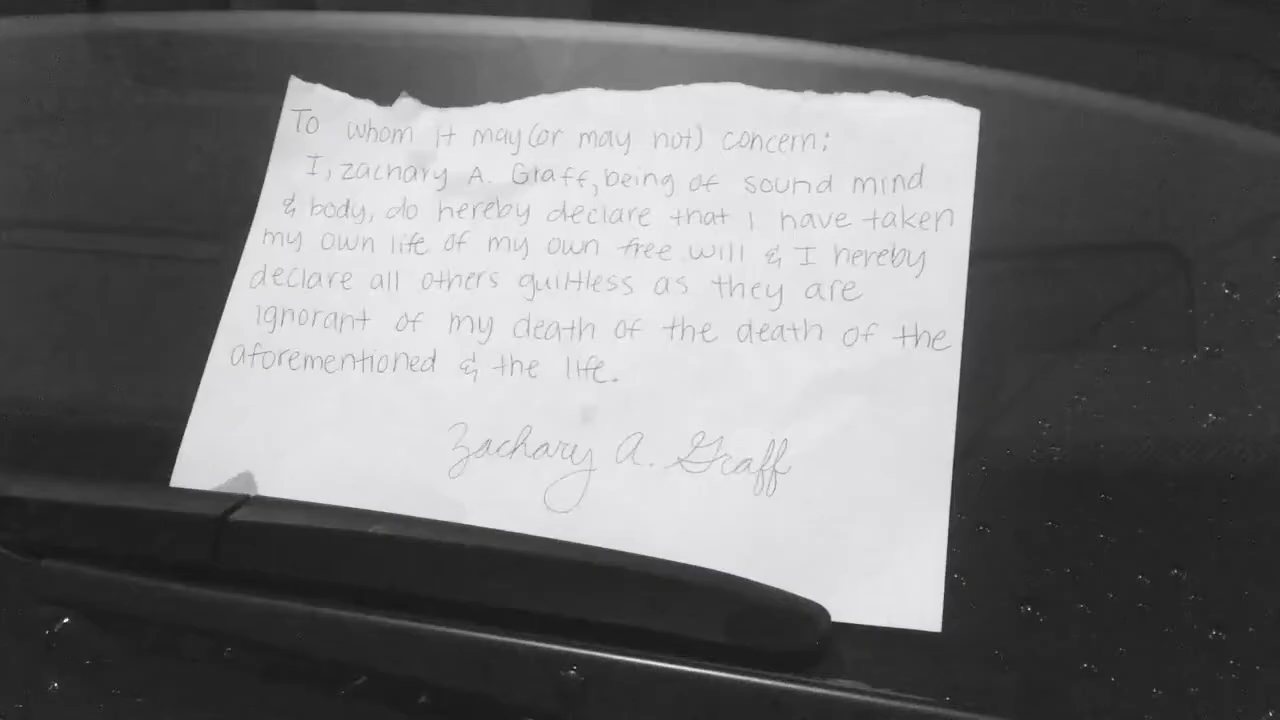 To whom it may (or may not) concern:
I, Zachary A. Graff, being of sound mind
& body, do hereby declare that I have taken
my own life of my own free will & I hereby
declare all others guiltless as they are
ignorant of my death of the death of the
aforementioned & the life.
Zachary A. Graff